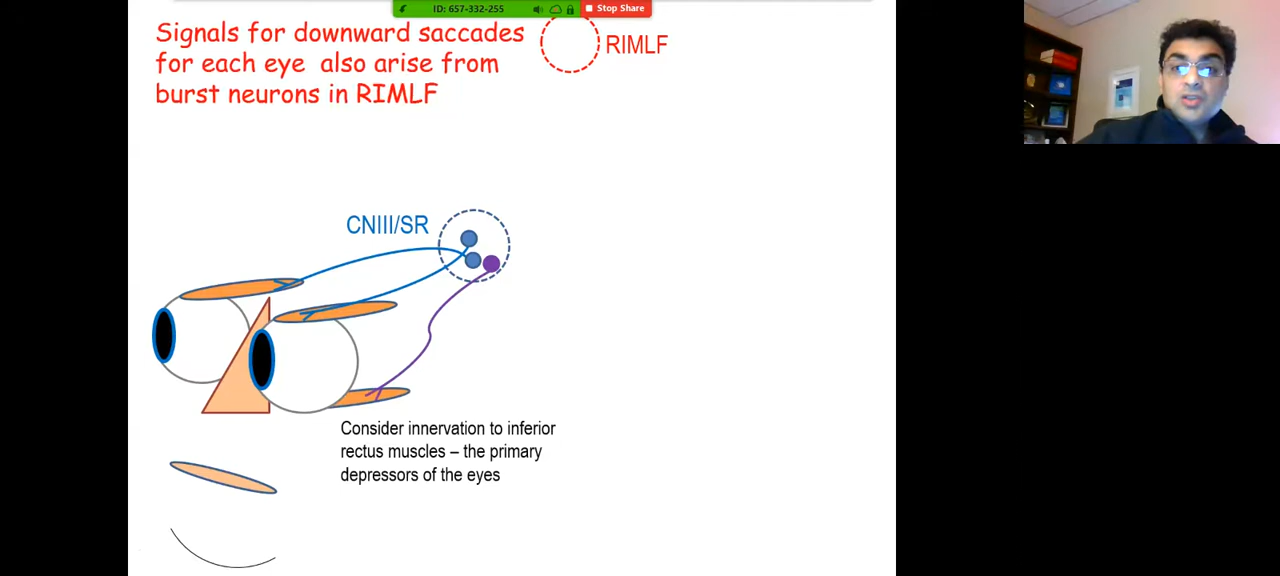 ID: 657-332-255
Stop Share
Signals for downward saccades
for each eye also arise from
burst neurons in RIMLF
RIMLF
CNIII/SR
Consider innervation to inferior
rectus muscles – the primary
depressors of the eyes